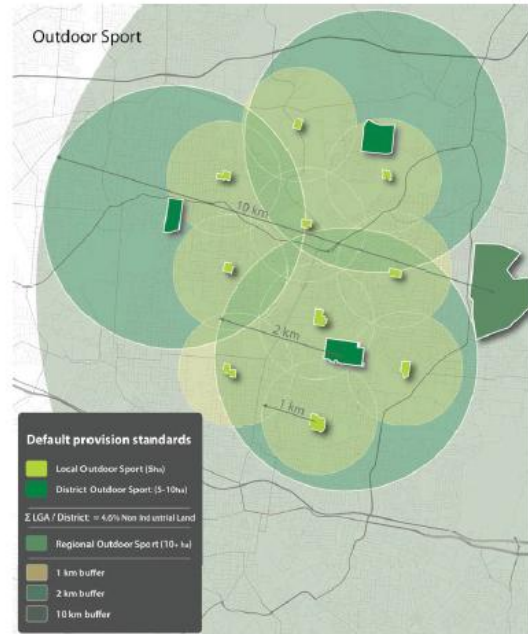 Outdoor Sport
10 km
2 km
1 km
Default provision standards
Local Outdoor Sport (5ha)
District Outdoor Sport (5-10ha)
Σ LGA / District: = 4.6% Non Industrial Land
Regional Outdoor Sport (10+ ha)
1 km buffer
2 km buffer
10 km buffer